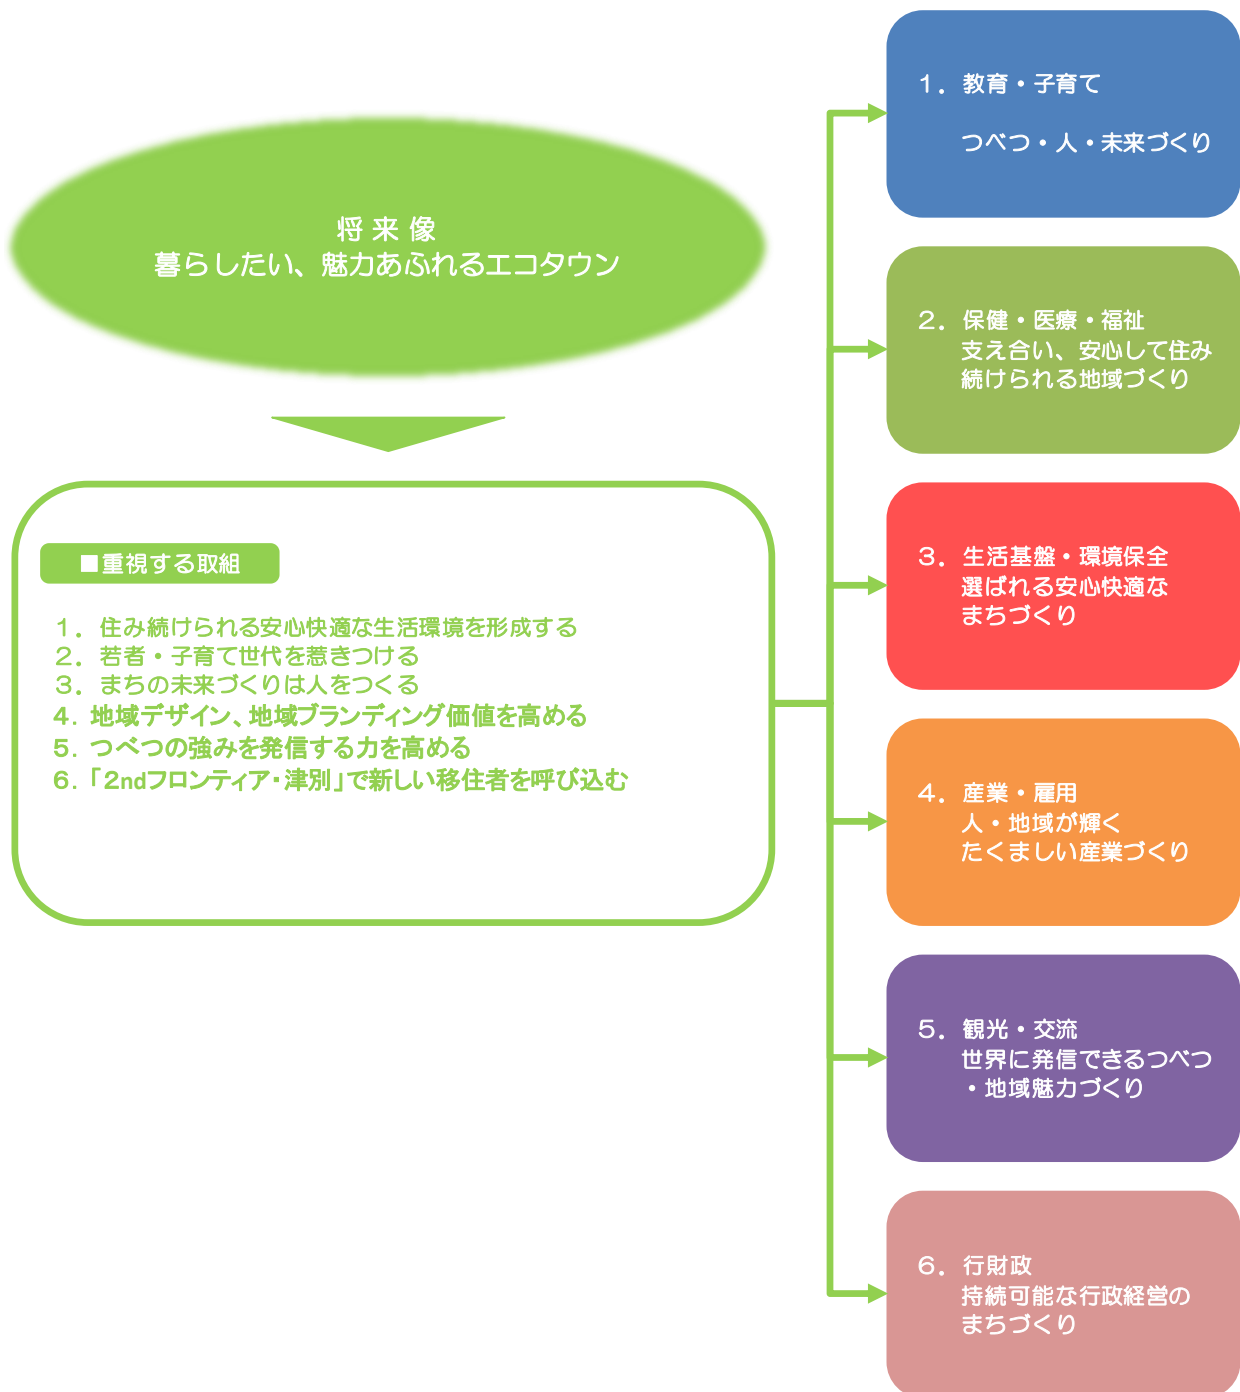 将来像
暮らしたい、魅力あふれるエコタウン
■重視する取組
１．住み続けられる安心快適な生活環境を形成する
２．若者・子育て世代を惹きつける
３．まちの未来づくりは人をつくる
４．地域デザイン、地域ブランディング価値を高める
５．つべつの強みを発信する力を高める
６．「2ndフロンティア・津別」で新しい移住者を呼び込む
１．教育・子育て
つべつ・人・未来づくり
２．保健・医療・福祉
支え合い、安心して住み
続けられる地域づくり
３．生活基盤・環境保全
選ばれる安心快適な
まちづくり
４．産業・雇用
人・地域が輝く
たくましい産業づくり
５．観光・交流
世界に発信できるつべつ
・地域魅力づくり
６．行財政
持続可能な行政経営の
まちづくり